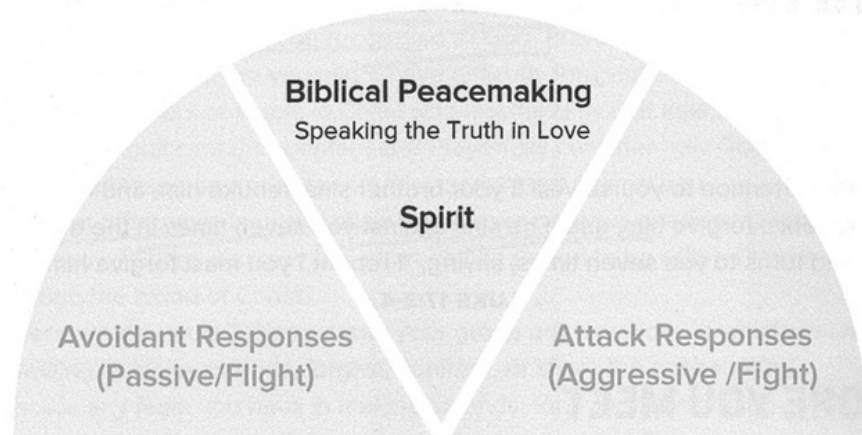 Biblical Peacemaking
Speaking the Truth in Love
Spirit
Avoidant Responses
(Passive/Flight)
Attack Responses
(Aggressive /Fight)